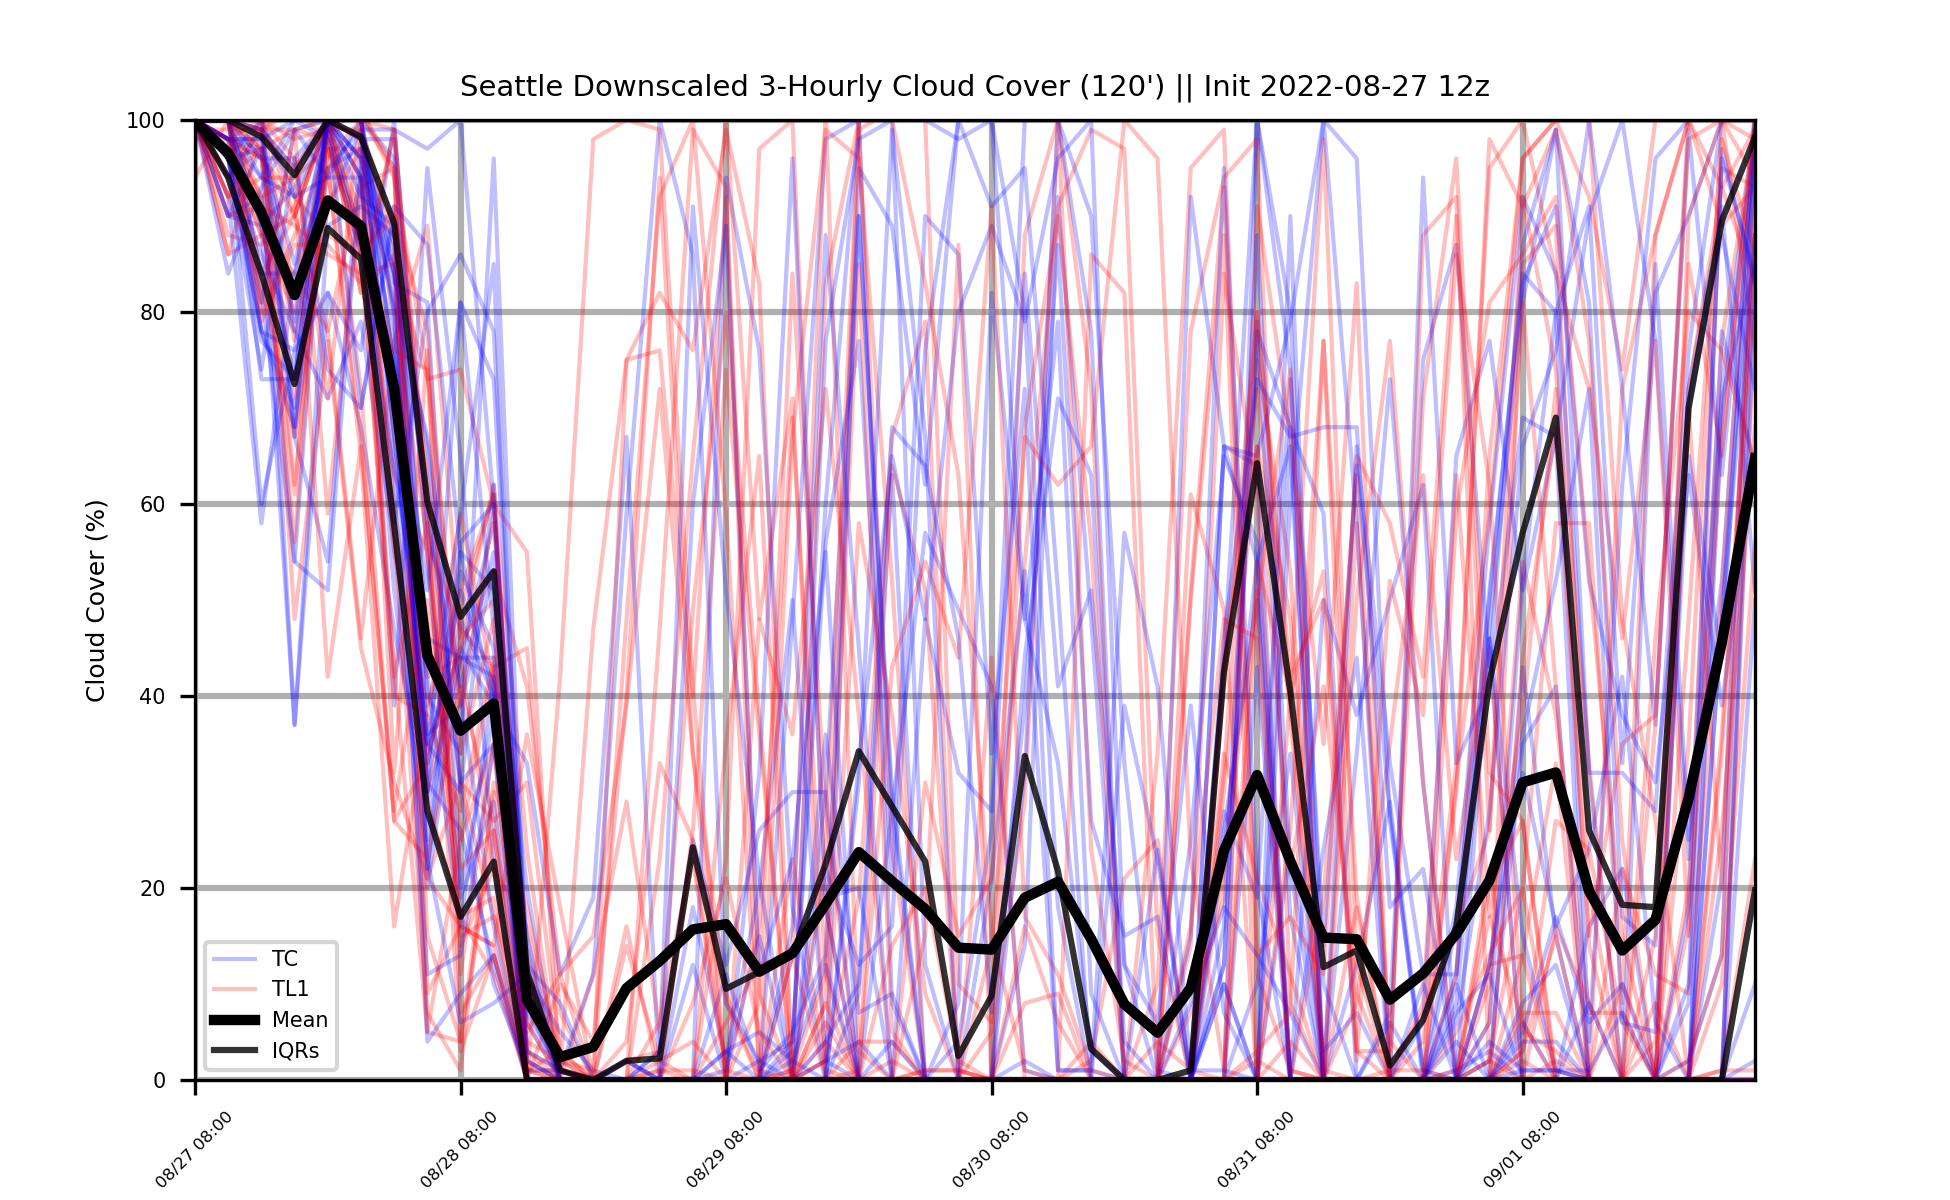 Seattle Downscaled 3-Hourly Cloud Cover (120') || Init 2022-08-27 12z
Cloud Cover (%)
100
80
60
40
20
0
TC
TL1
Mean
IQRs
08/27 08:00
08/28 08:00
08/29 08:00
08/30 08:00
08/31 08:00
09/01 08:00